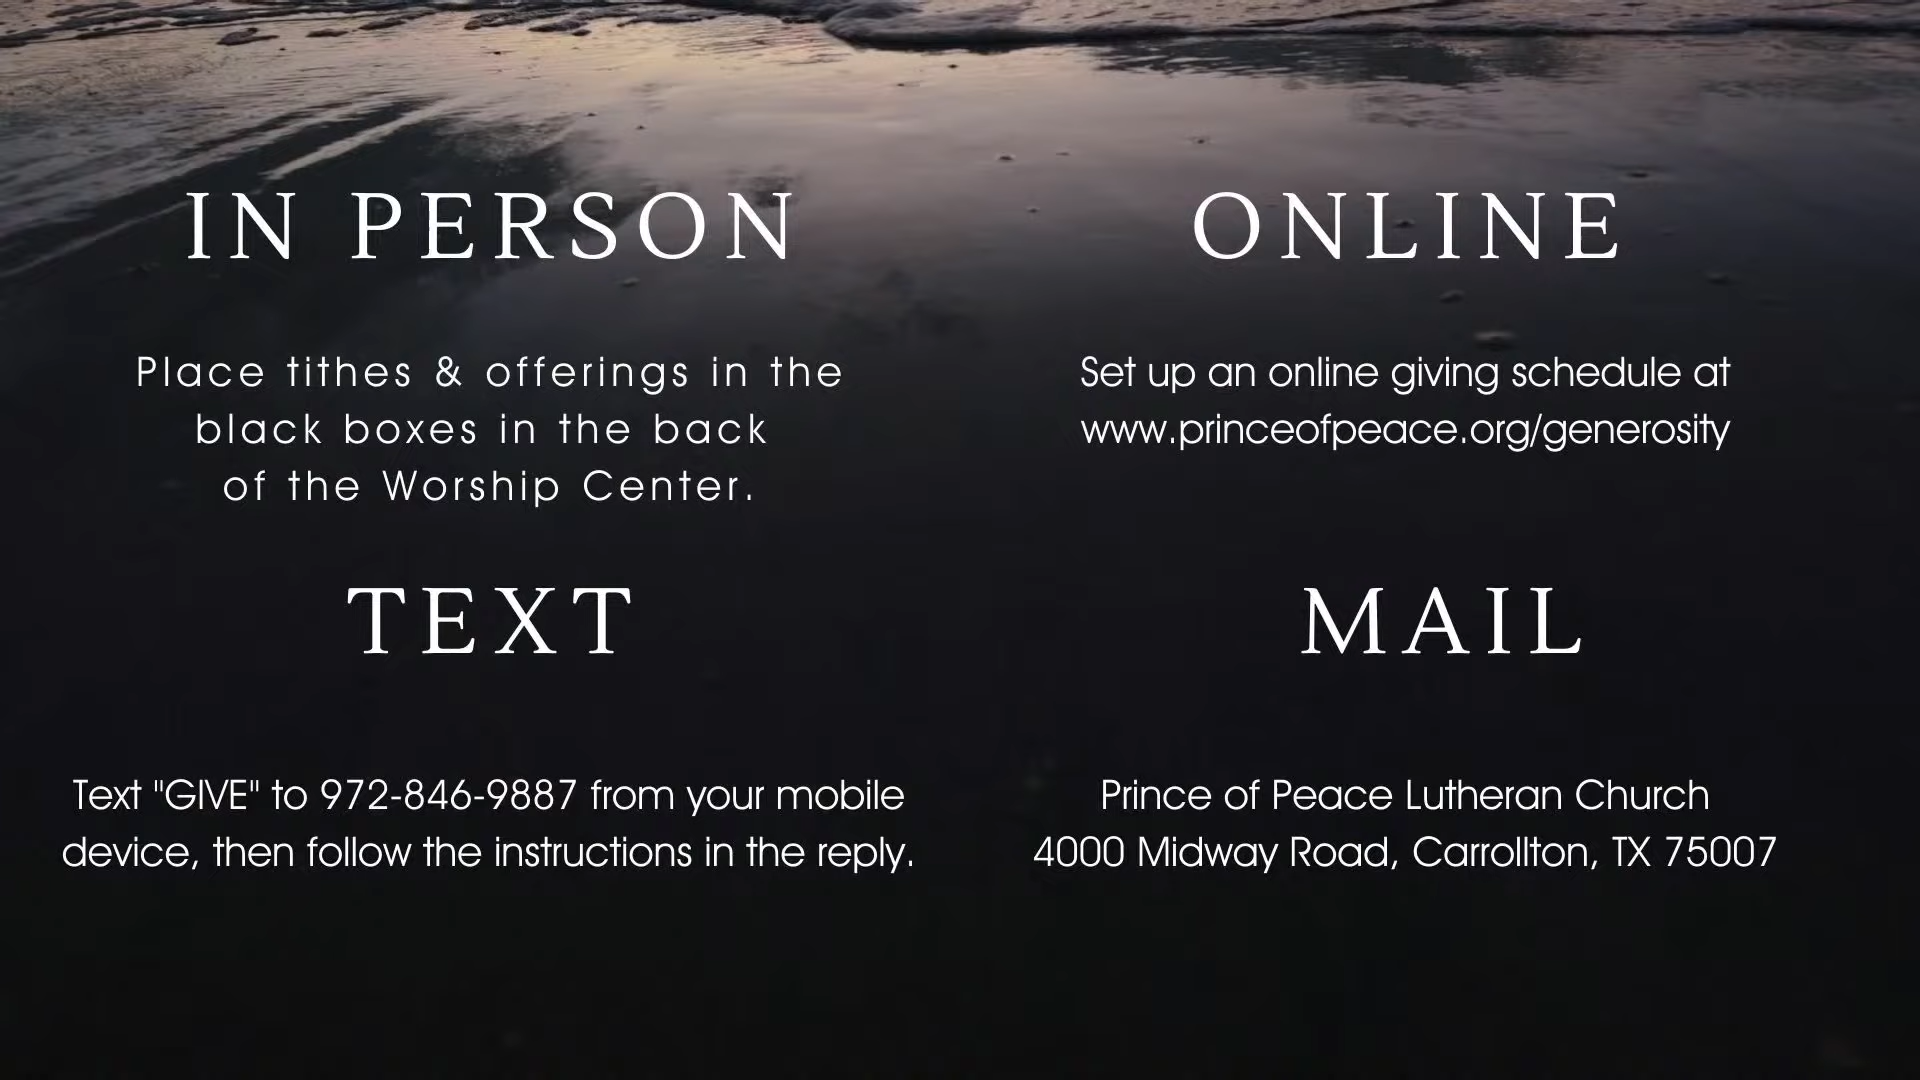 IN PERSON
Place tithes & offerings in the
black boxes in the back
of the Worship Center.
ONLINE
Set up an online giving schedule at
www.princeofpeace.org/generosity
TEXT
Text "GIVE" to 972-846-9887 from your mobile
device, then follow the instructions in the reply.
MAIL
Prince of Peace Lutheran Church
4000 Midway Road, Carrollton, TX 75007